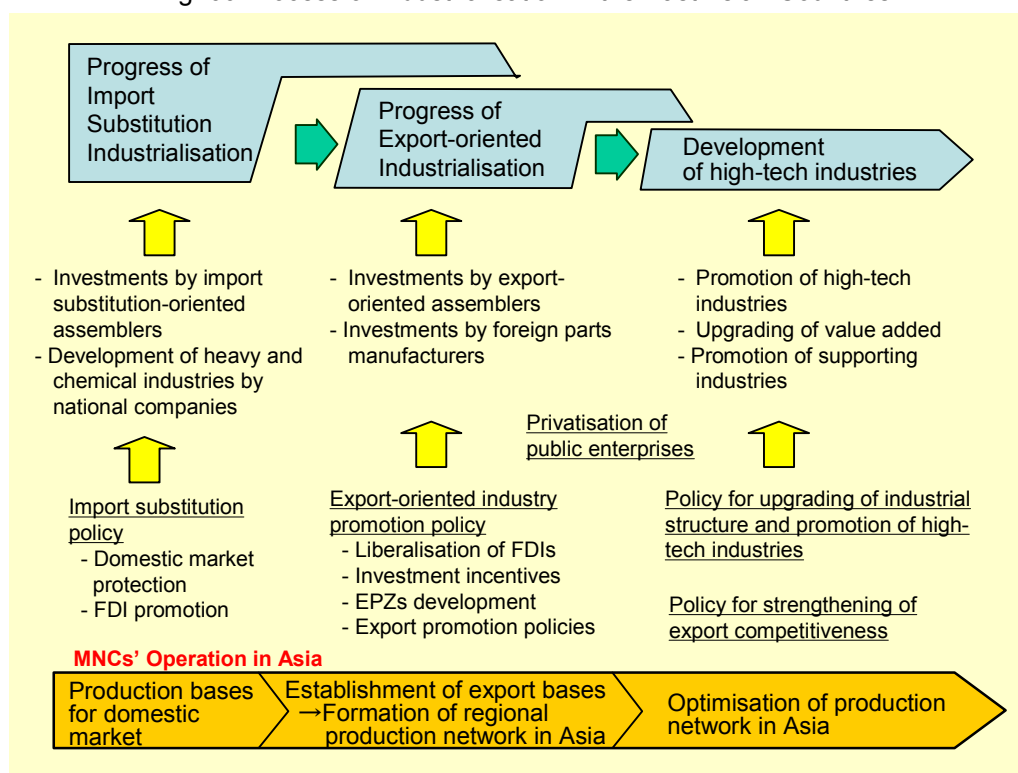 Progress of
Import
Substitution
Industrialisation
Progress of
Export-oriented
Industrialisation
Development
of high-tech industries
- Investments by import
substitution-oriented
assemblers
- Development of heavy and
chemical industries by
national companies
- Investments by export-
oriented assemblers
- Investments by foreign parts
manufacturers
- Promotion of high-tech
industries
- Upgrading of value added
- Promotion of supporting
industries
Privatisation of
public enterprises
Import substitution
policy
- Domestic market
protection
- FDI promotion
Export-oriented industry
promotion policy
- Liberalisation of FDIs
- Investment incentives
- EPZs development
- Export promotion policies
Policy for upgrading of industrial
structure and promotion of high-
tech industries
Policy for strengthening of
export competitiveness
MNCs' Operation in Asia
Production bases
for domestic
market
Establishment of export bases
→Formation of regional
production network in Asia
Optimisation of production
network in Asia